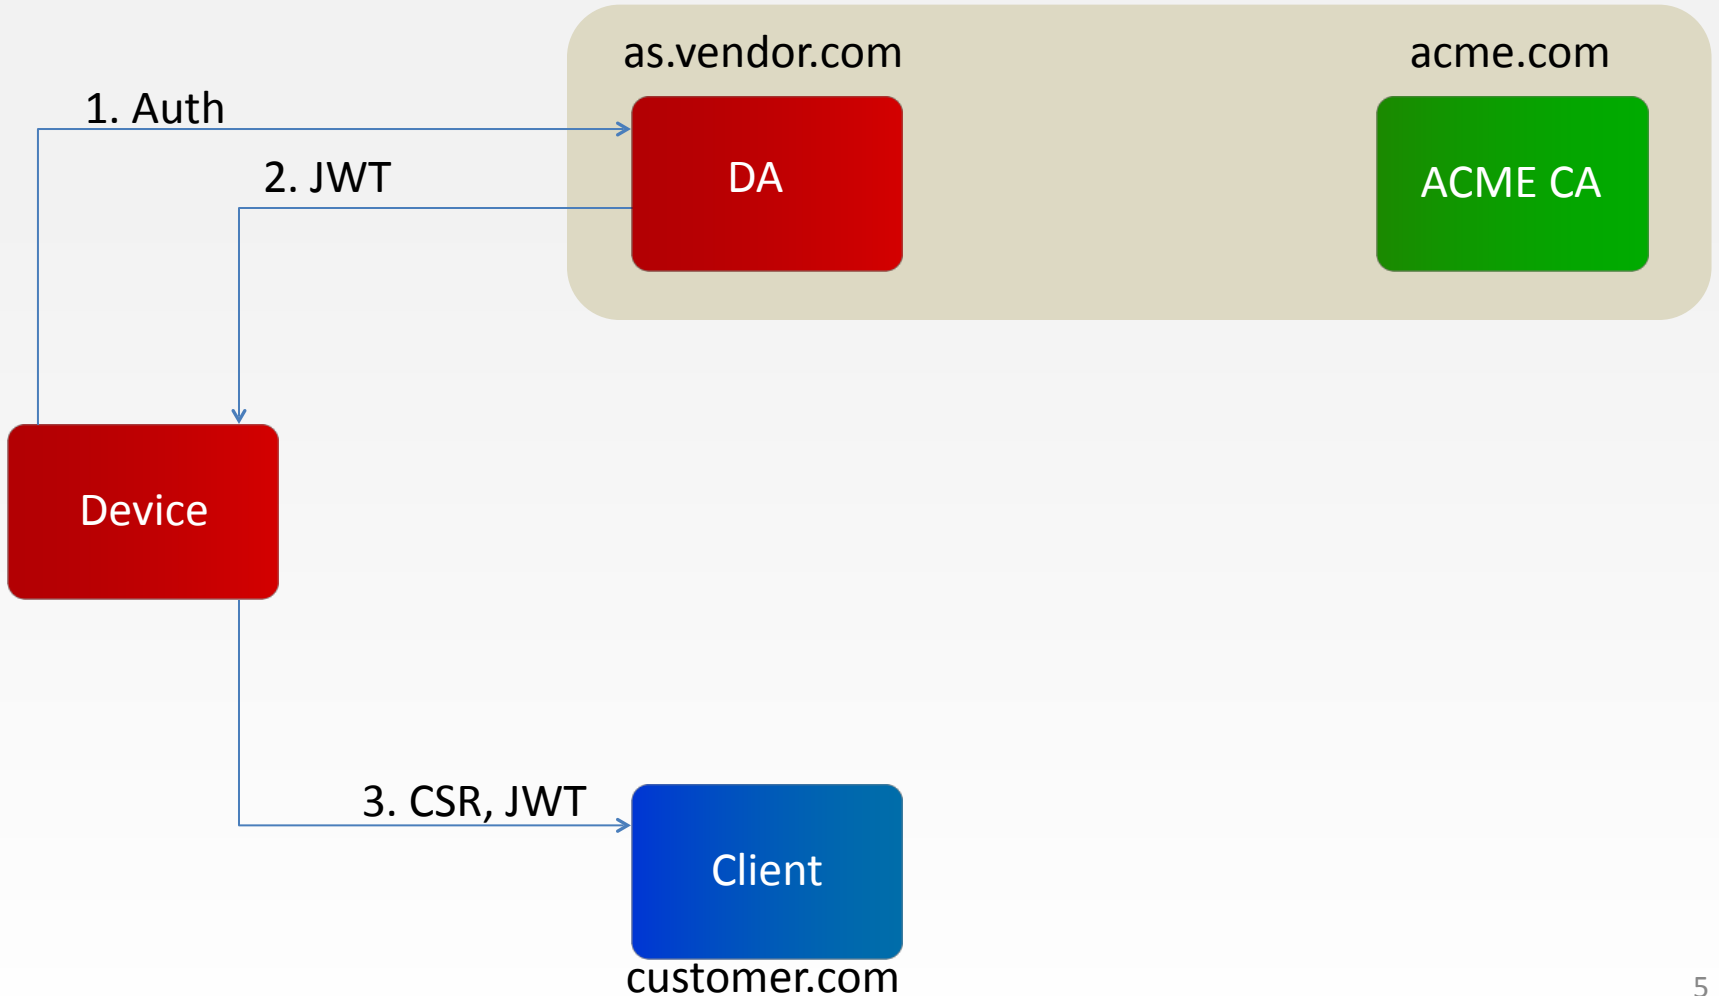 as.vendor.com
acme.com
1. Auth
2. JWT
DA
ACME CA
Device
3. CSR, JWT
Client
customer.com
5